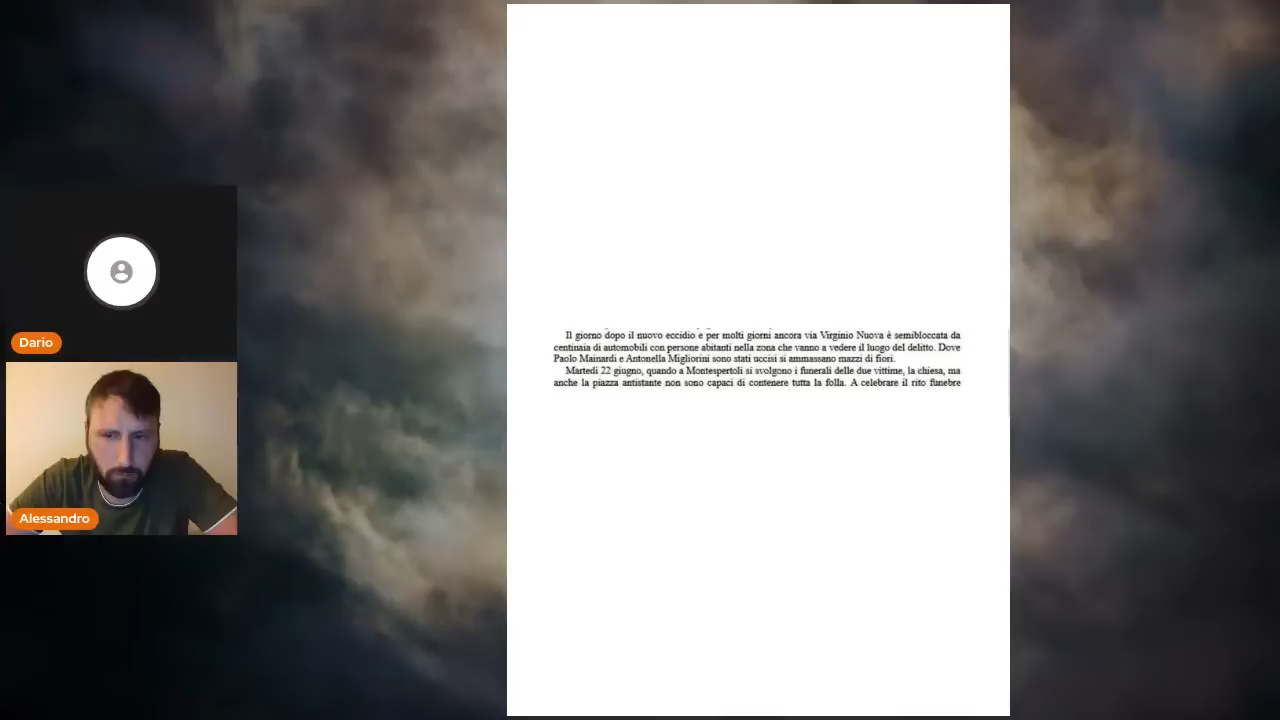 Il giorno dopo il nuovo eccidio e per molti giorni ancora via Virginio Nuova è semibloccata da
centinaia di automobili con persone abitanti nella zona che vanno a vedere il luogo del delitto. Dove
Paolo Mainardi e Antonella Migliorini sono stati uccisi si ammassano mazzi di fiori.
Martedì 22 giugno, quando a Montespertoli si svolgono i funerali delle due vittime, la chiesa, ma
anche la piazza antistante non sono capaci di contenere tutta la folla. A celebrare il rito funebre
Dario
Alessandro